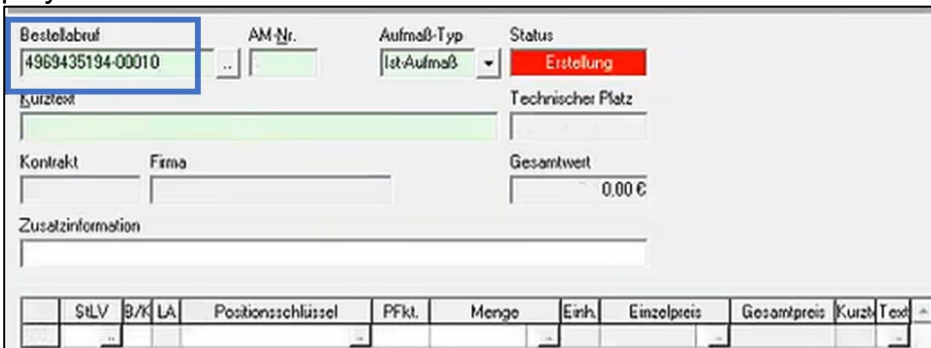 Bestellabruf AM-Nr. Aufmaß-Typ Status
4969435194-00010 .. Ist-Aufmaß Erstellung
Kurztext Technischer Platz
Kontrakt Firma Gesamtwert
0,00 €
Zusatzinformation
StLV B/K LA Positionsschlüssel PFkt. Menge Einh. Einzelpreis Gesamtpreis Kurzt Text